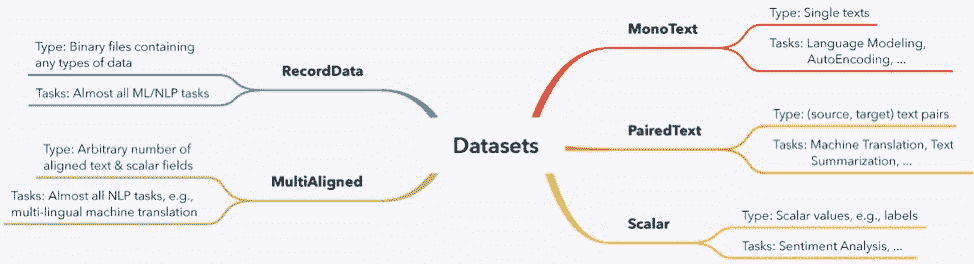 Datasets
MonoText
Type: Single texts
Tasks: Language Modeling,
AutoEncoding, ...
PairedText
Type: (source, target) text pairs
Tasks: Machine Translation, Text
Summarization, ...
Scalar
Type: Scalar values, e.g., labels
Tasks: Sentiment Analysis, ...
RecordData
Type: Binary files containing
any types of data
Tasks: Almost all ML/NLP tasks
MultiAligned
Type: Arbitrary number of
aligned text & scalar fields
Tasks: Almost all NLP tasks, e.g.,
multi-lingual machine translation